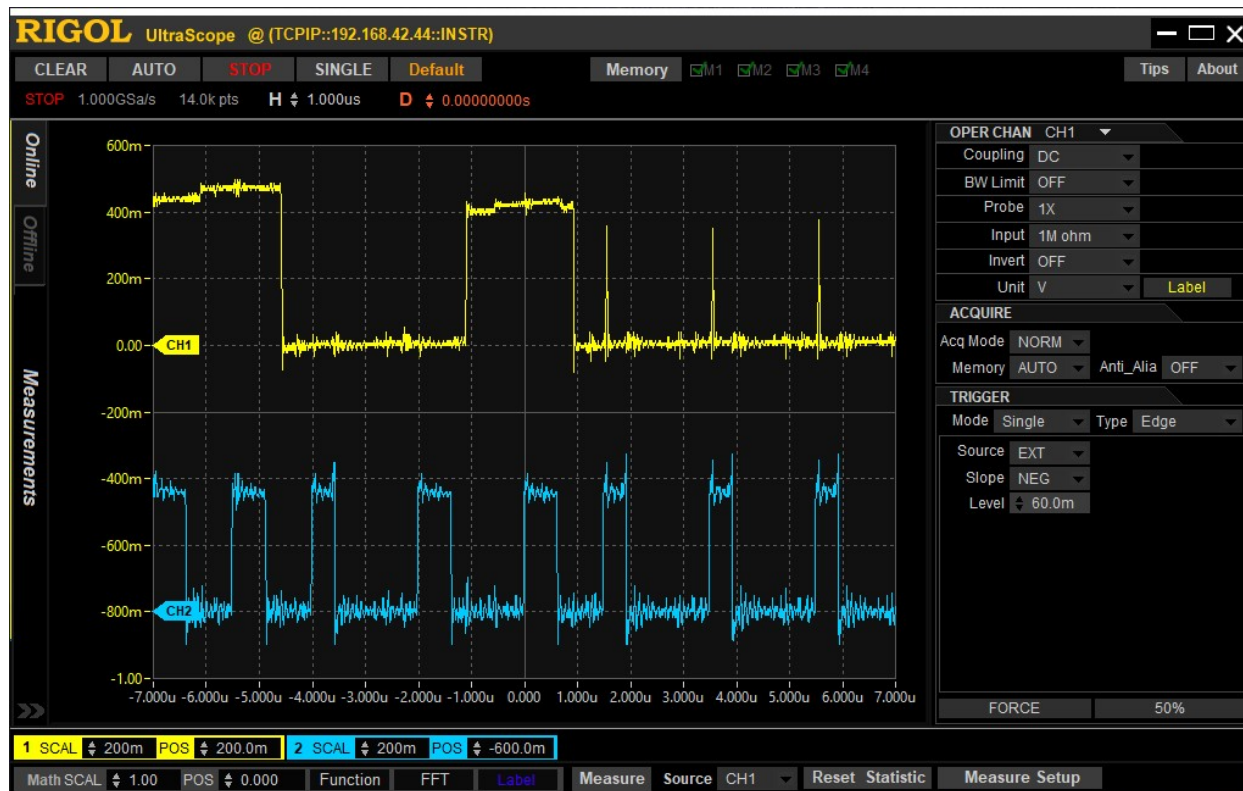 RIGOL UltraScope @ (TCPIP::192.168.42.44::INSTR)
CLEAR AUTO STOP SINGLE Default Memory M1 M2 M3 M4 Tips About
STOP 1.000GSa/s 14.0k pts H 1.000us D 0.00000000s
Online
Offline
Measurements
600m
400m
200m
0.00
CH1
-200m
-400m
-600m
-800m
CH2
-1.00
-7.000u -6.000u -5.000u -4.000u -3.000u -2.000u -1.000u 0.000 1.000u 2.000u 3.000u 4.000u 5.000u 6.000u 7.000u
OPER CHAN CH1
Coupling DC
BW Limit OFF
Probe 1X
Input 1M ohm
Invert OFF
Unit V Label
ACQUIRE
Acq Mode NORM
Memory AUTO Anti_Alia OFF
TRIGGER
Mode Single Type Edge
Source EXT
Slope NEG
Level 60.0m
FORCE 50%
1 SCAL 200m POS 200.0m 2 SCAL 200m POS -600.0m
Math SCAL 1.00 POS 0.000 Function FFT Label Measure Source CH1 Reset Statistic Measure Setup